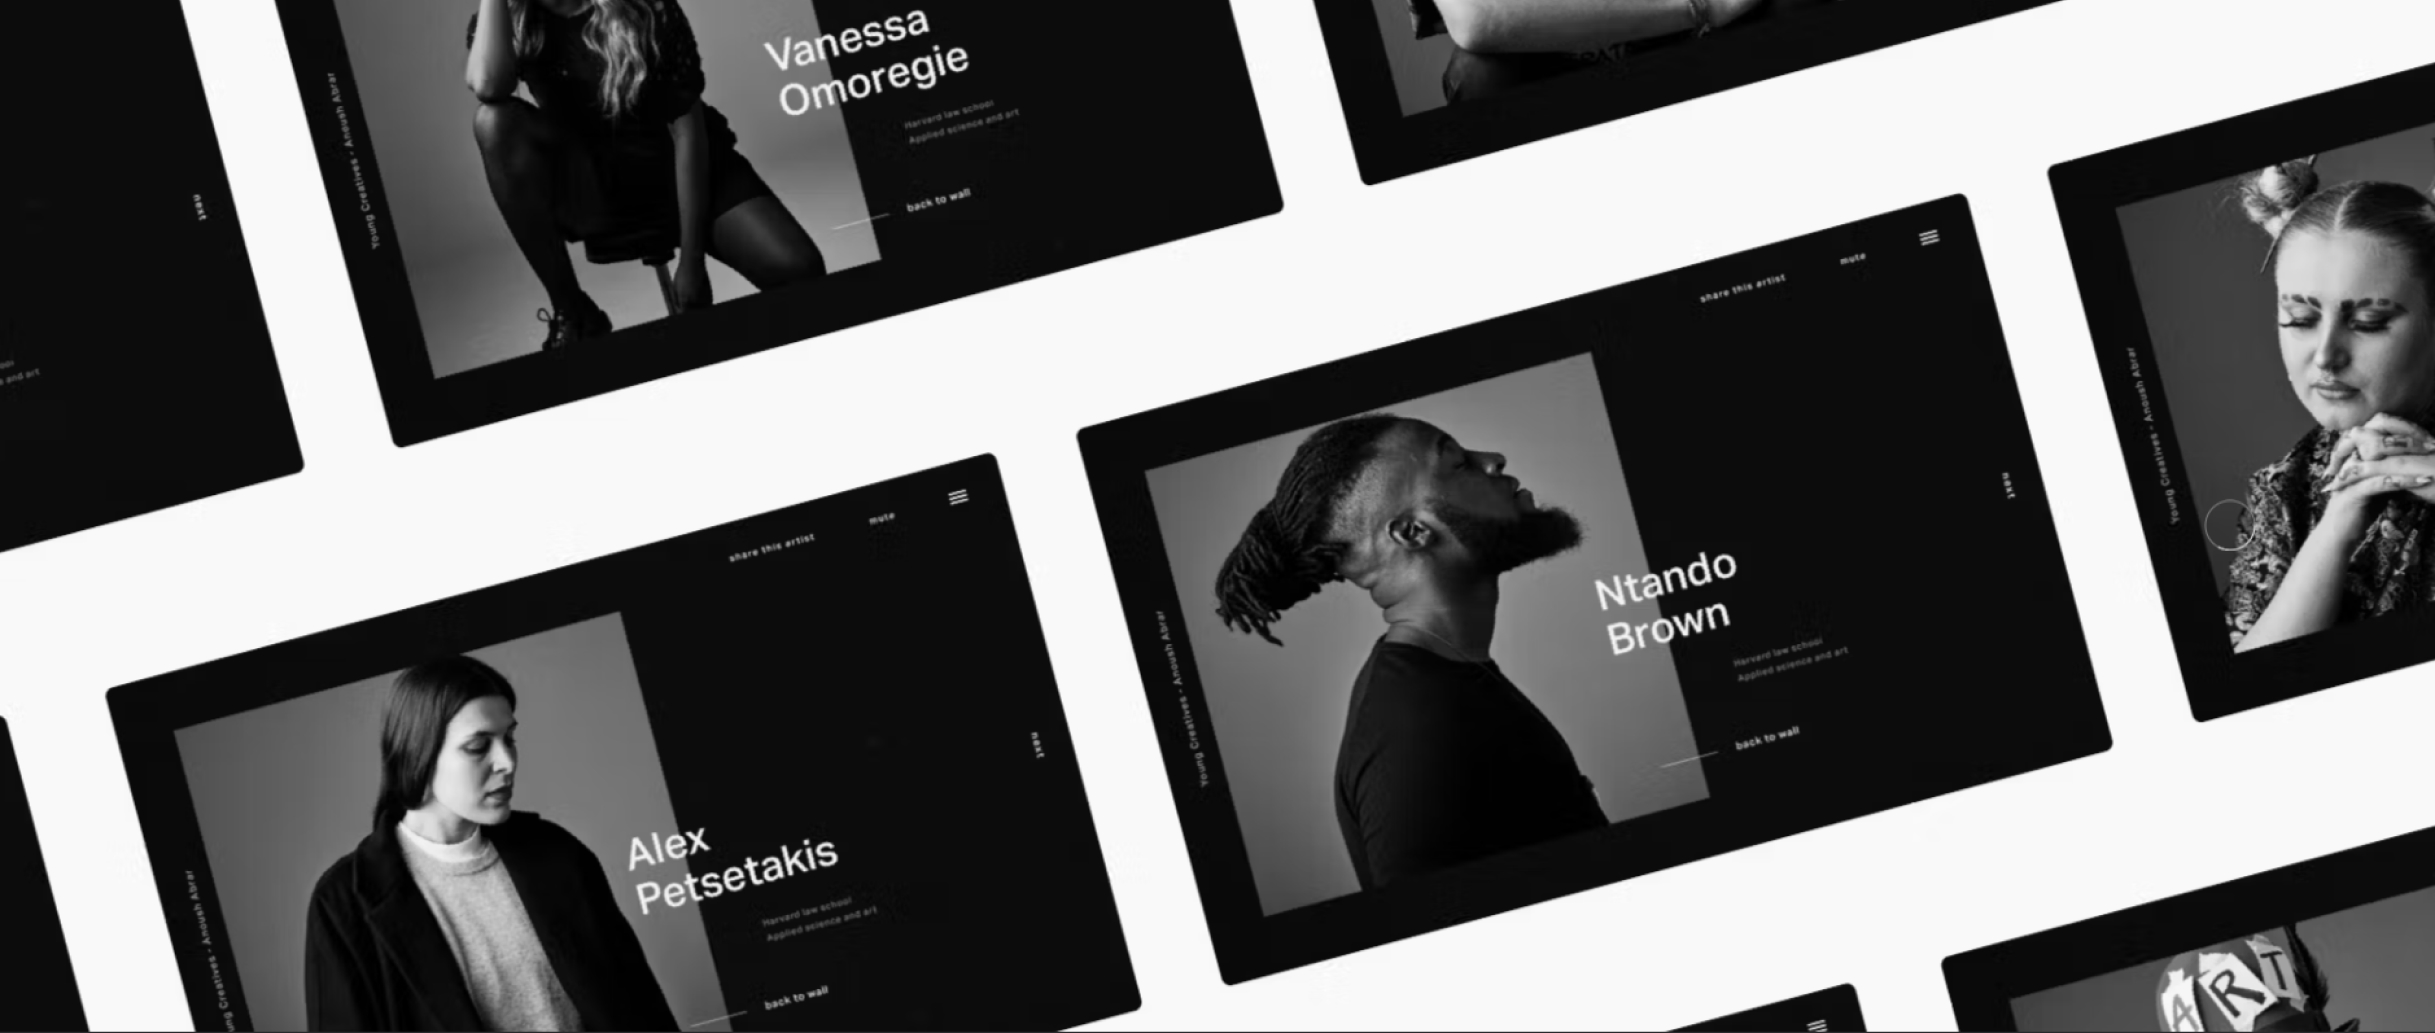 Vanessa
Omoregie
Harvard law school
Applied science and art
back to wall
Young Creatives - Anoush Abrar
next
and art
share this artist
mute
Ntando
Brown
Harvard law school
Applied science and art
back to wall
next
Young Creatives - Anoush Abrar
share this artist
mute
Alex
Petsetakis
Harvard law school
Applied science and art
back to wall
next
Young Creatives - Anoush Abrar
Young Creatives - Anoush Abrar
ART